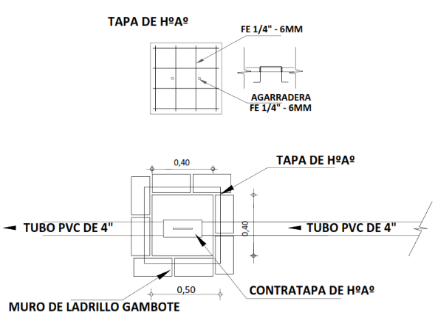 TAPA DE HºAº
FE 1/4" - 6MM
AGARRADERA
FE 1/4" - 6MM
0,40
TAPA DE HºAº
TUBO PVC DE 4"
0,40
TUBO PVC DE 4"
CONTRATAPA DE HºAº
MURO DE LADRILLO GAMBOTE
0,50